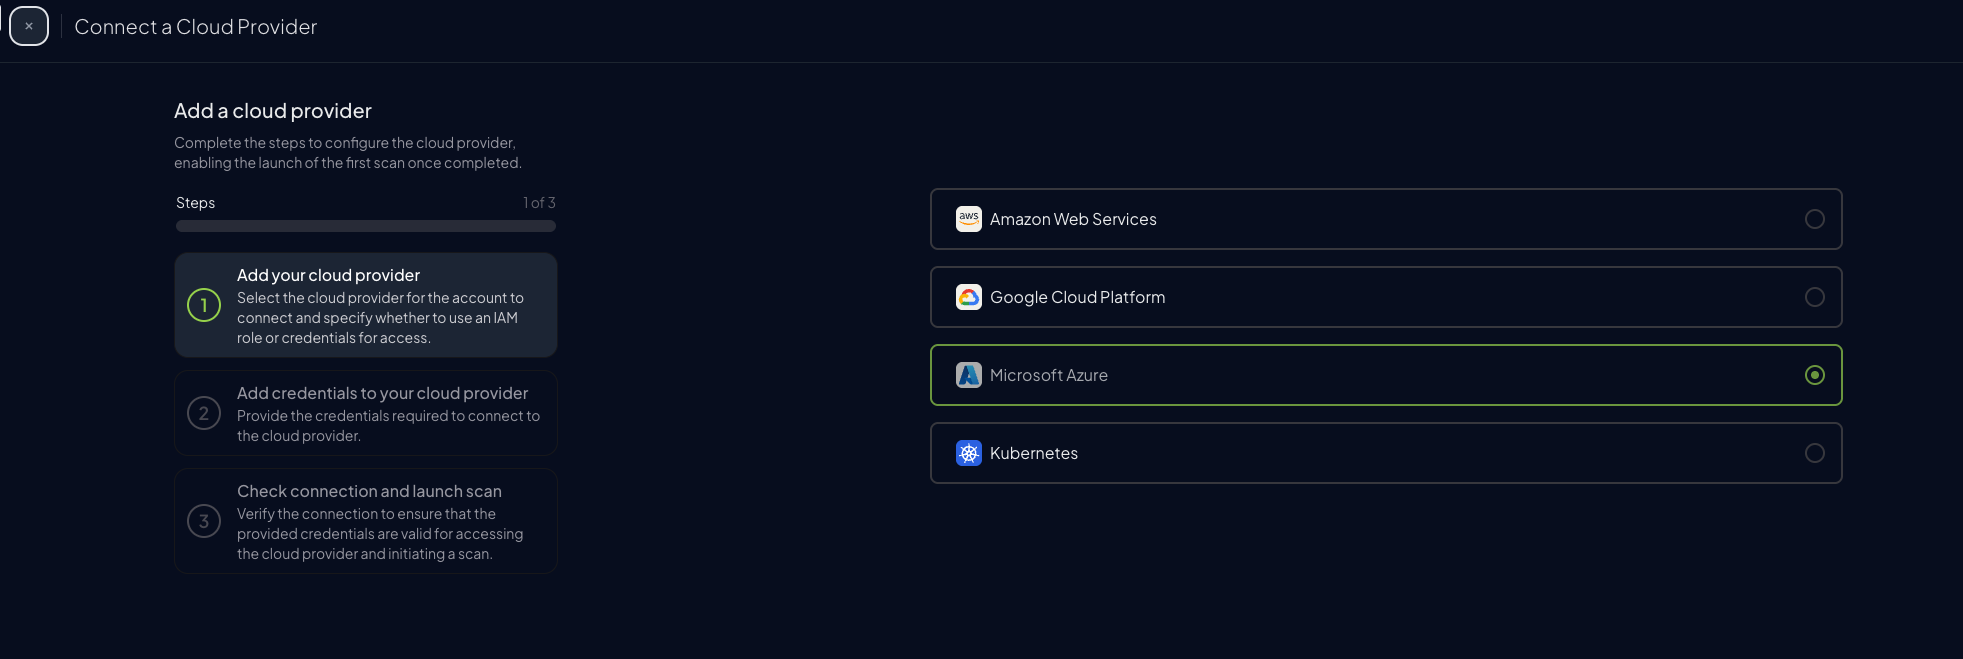 × Connect a Cloud Provider
Add a cloud provider
Complete the steps to configure the cloud provider,
enabling the launch of the first scan once completed.
Steps 1 of 3
1
Add your cloud provider
Select the cloud provider for the account to
connect and specify whether to use an IAM
role or credentials for access.
2
Add credentials to your cloud provider
Provide the credentials required to connect to
the cloud provider.
3
Check connection and launch scan
Verify the connection to ensure that the
provided credentials are valid for accessing
the cloud provider and initiating a scan.
aws Amazon Web Services
Google Cloud Platform
Microsoft Azure
Kubernetes